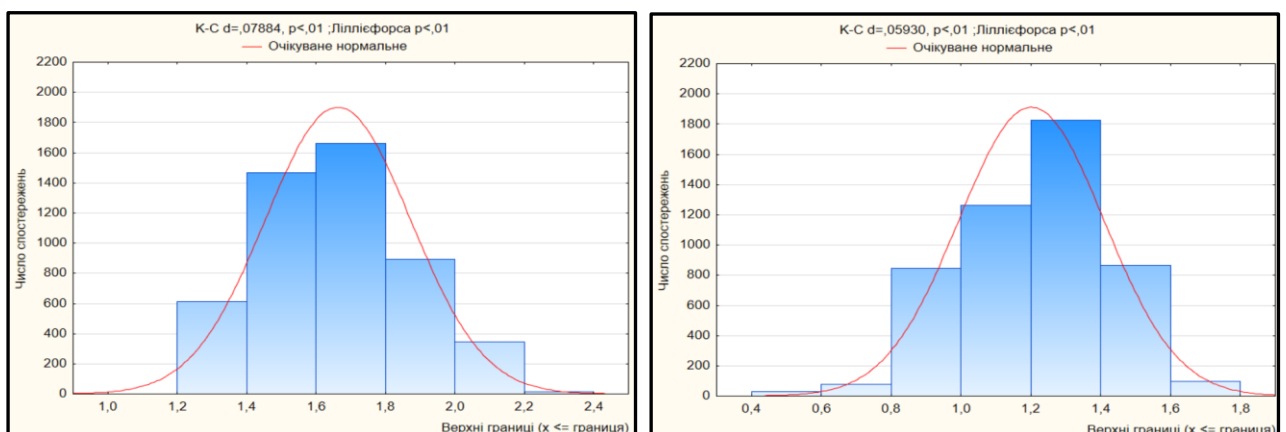 K-C d=,07884, p<,01 ;Ліллієфорса p<,01
Очікуване нормальне
2200
2000
1800
1600
1400
1200
1000
800
600
400
200
0
Число спостережень
1,0 1,2 1,4 1,6 1,8 2,0 2,2 2,4
Верхні границі (x <= границя)
K-C d=,05930, p<,01 ;Ліллієфорса p<,01
Очікуване нормальне
2200
2000
1800
1600
1400
1200
1000
800
600
400
200
0
Число спостережень
0,4 0,6 0,8 1,0 1,2 1,4 1,6 1,8
Верхні границі (x <= границя)